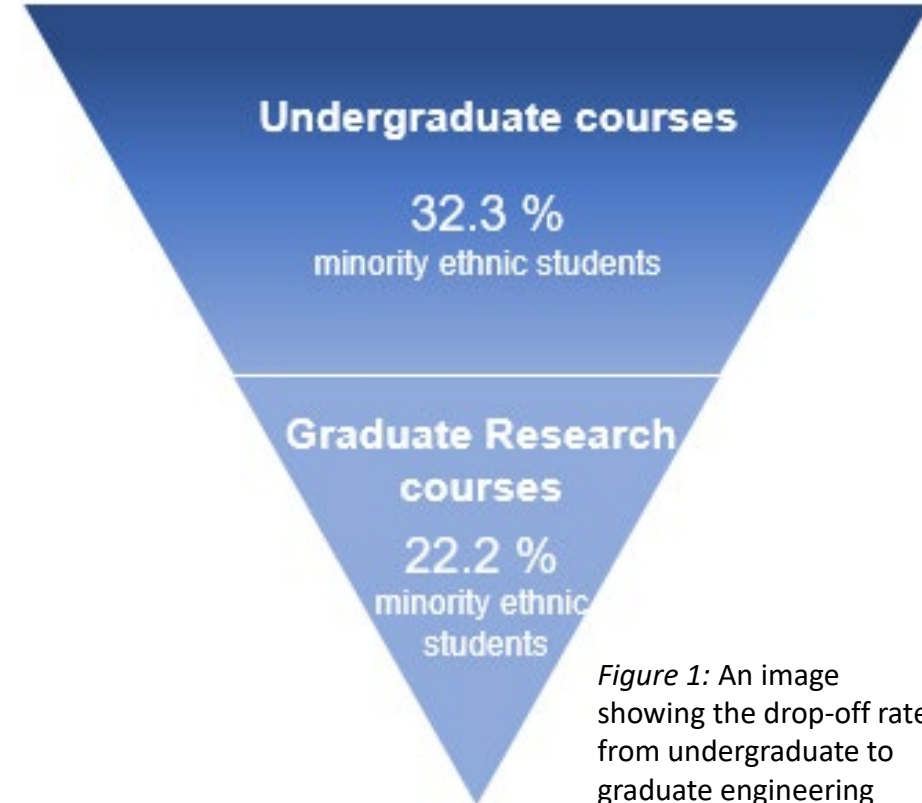 Undergraduate courses
32.3 %
minority ethnic students
Graduate Research
courses
22.2 %
minority ethnic
students
Figure 1: An image
showing the drop-off rate
from undergraduate to
graduate engineering